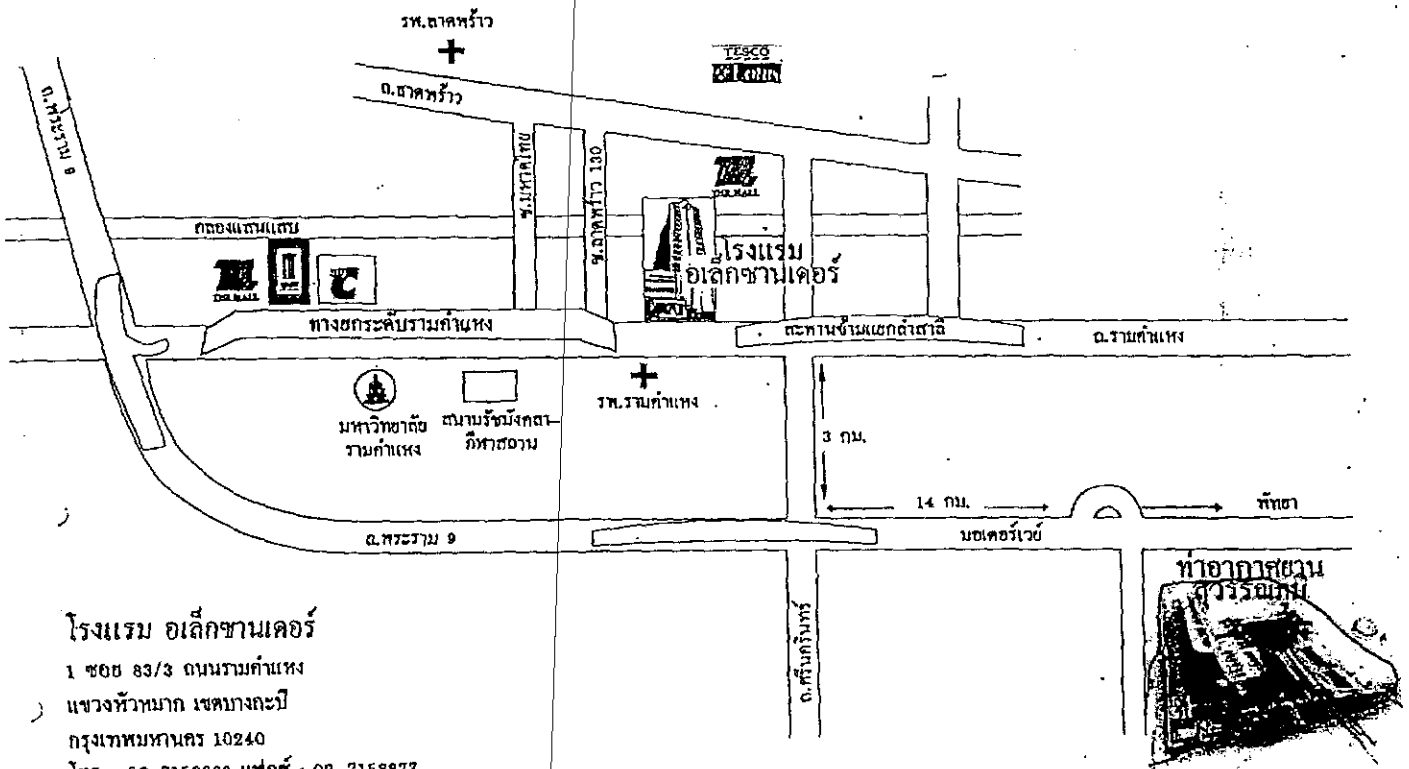 รพ.ลาดพร้าว
TESCO
Lotus
ถ.ลาดพร้าว
ถ.พระราม 9
ซ.มหาดไทย
ซ.ลาดพร้าว 130
THE MALL
คลองแสนแสบ
THE MALL
C
โรงแรม
อเล็กซานเดอร์
ทางยกระดับรามคำแหง
สะพานข้ามแยกลำสาลี
ถ.รามคำแหง
มหาวิทยาลัย
รามคำแหง
สนามรัชมังคลา-
กีฬาสถาน
รพ.รามคำแหง
3 กม.
14 กม.
พัทยา
ถ.พระราม 9
มอเตอร์เวย์
ท่าอากาศยาน
สุวรรณภูมิ
ถ.ศรีนครินทร์
โรงแรม อเล็กซานเดอร์
1 ซอย 83/3 ถนนรามคำแหง
แขวงหัวหมาก เขตบางกะปิ
กรุงเทพมหานคร 10240